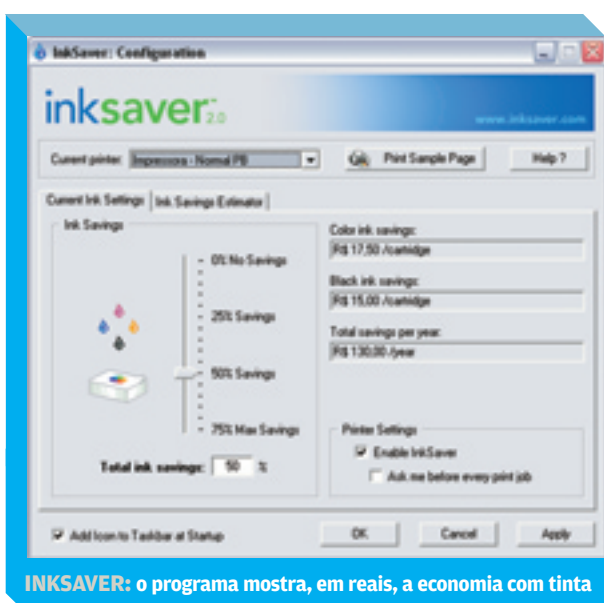 InkSaver: Configuration
inksaver™ 2.0
www.inksaver.com
Current printer: Impressora - Normal PB
Print Sample Page
Help ?
Current Ink Settings
Ink Savings Estimator
Ink Savings
0% No Savings
25% Savings
50% Savings
75% Max Savings
Total ink savings: 50 %
Color ink savings:
R$ 17,50 /cartridge
Black ink savings:
R$ 15,00 /cartridge
Total savings per year:
R$ 130,00 /year
Printer Settings
Enable InkSaver
Ask me before every print job
Add Icon to Taskbar at Startup
OK
Cancel
Apply
INKSAVER: o programa mostra, em reais, a economia com tinta